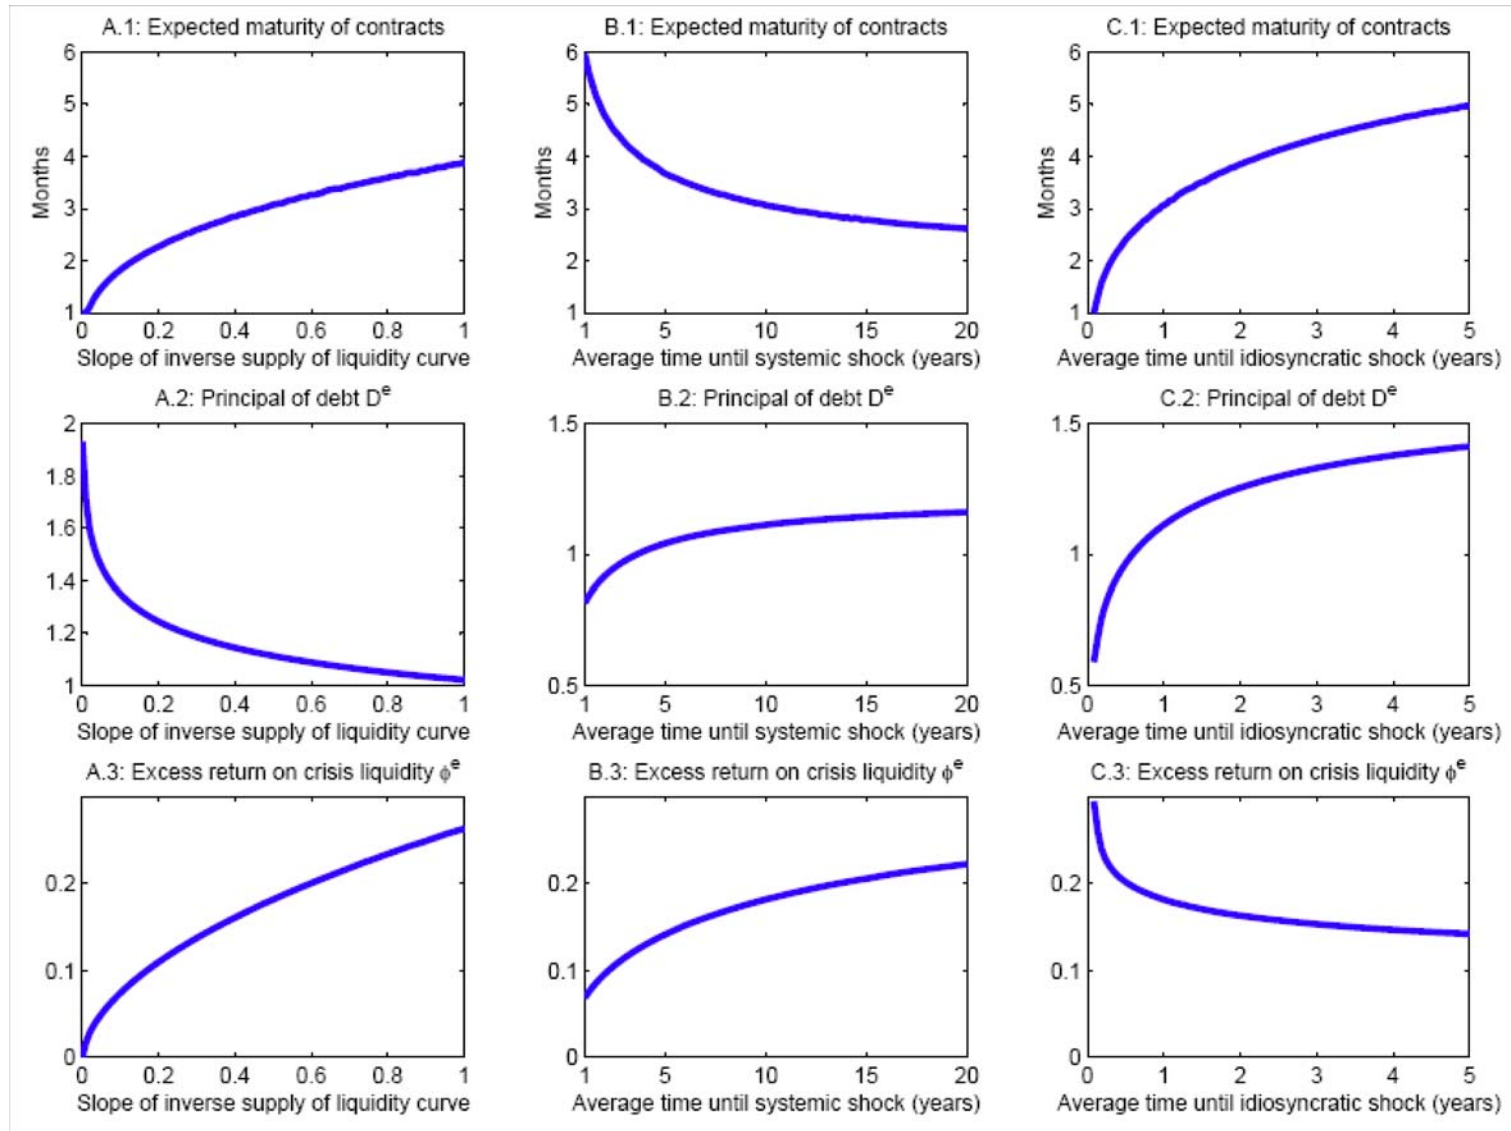 A.1: Expected maturity of contracts
6
5
4
3
2
1
Months
0 0.2 0.4 0.6 0.8 1
Slope of inverse supply of liquidity curve
B.1: Expected maturity of contracts
6
5
4
3
2
1
Months
1 5 10 15 20
Average time until systemic shock (years)
C.1: Expected maturity of contracts
6
5
4
3
2
1
Months
0 1 2 3 4 5
Average time until idiosyncratic shock (years)
A.2: Principal of debt Dᵉ
2
1.8
1.6
1.4
1.2
1
0 0.2 0.4 0.6 0.8 1
Slope of inverse supply of liquidity curve
B.2: Principal of debt Dᵉ
1.5
1
0.5
1 5 10 15 20
Average time until systemic shock (years)
C.2: Principal of debt Dᵉ
1.5
1
0.5
0 1 2 3 4 5
Average time until idiosyncratic shock (years)
A.3: Excess return on crisis liquidity ϕᵉ
0.2
0.1
0
0 0.2 0.4 0.6 0.8 1
Slope of inverse supply of liquidity curve
B.3: Excess return on crisis liquidity ϕᵉ
0.2
0.1
0
1 5 10 15 20
Average time until systemic shock (years)
C.3: Excess return on crisis liquidity ϕᵉ
0.2
0.1
0
0 1 2 3 4 5
Average time until idiosyncratic shock (years)